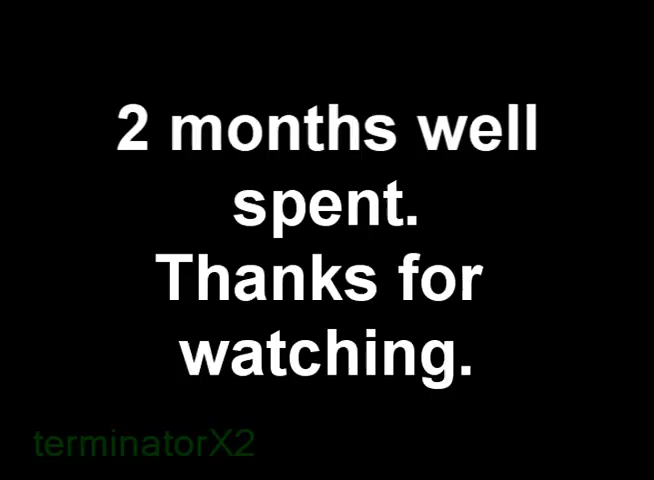 2 months well
spent.
Thanks for
watching.
terminatorX2